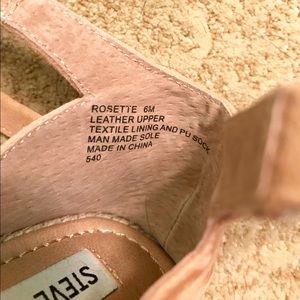 ROSETTE 6M
LEATHER UPPER
TEXTILE LINING AND PU SOCK
MAN MADE SOLE
MADE IN CHINA
540
STEVE